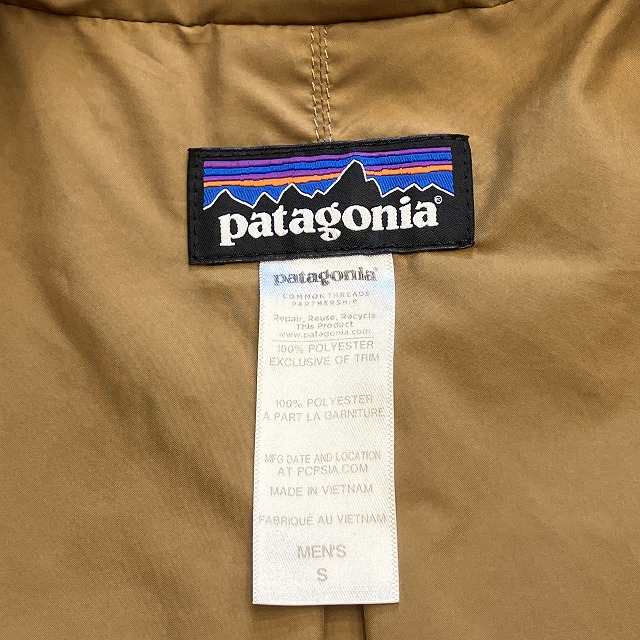 patagonia®
patagonia®
COMMON THREADS
PARTNERSHIP
Repair, Reuse, Recycle
This Product
www.patagonia.com
100% POLYESTER
EXCLUSIVE OF TRIM
100% POLYESTER
A PART LA GARNITURE
MFG DATE AND LOCATION
AT PCPSIA.COM
MADE IN VIETNAM
FABRIQUÉ AU VIETNAM
MEN'S
S